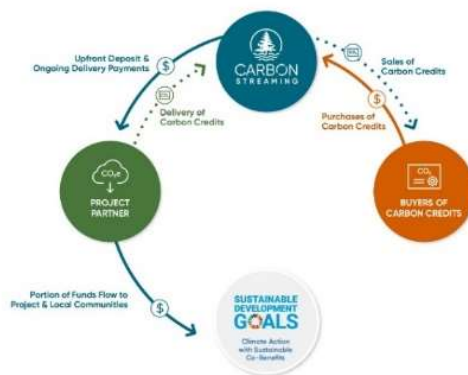 CARBON
STREAMING
Upfront Deposit &
Ongoing Delivery Payments
$
Delivery of
Carbon Credits
Sales of
Carbon Credits
$
Purchases of
Carbon Credits
CO₂e
PROJECT
PARTNER
CO₂
BUYERS OF
CARBON CREDITS
Portion of Funds Flow to
Project & Local Communities
$
SUSTAINABLE
DEVELOPMENT
GOALS
Climate Action
with Sustainable
Co-Benefits